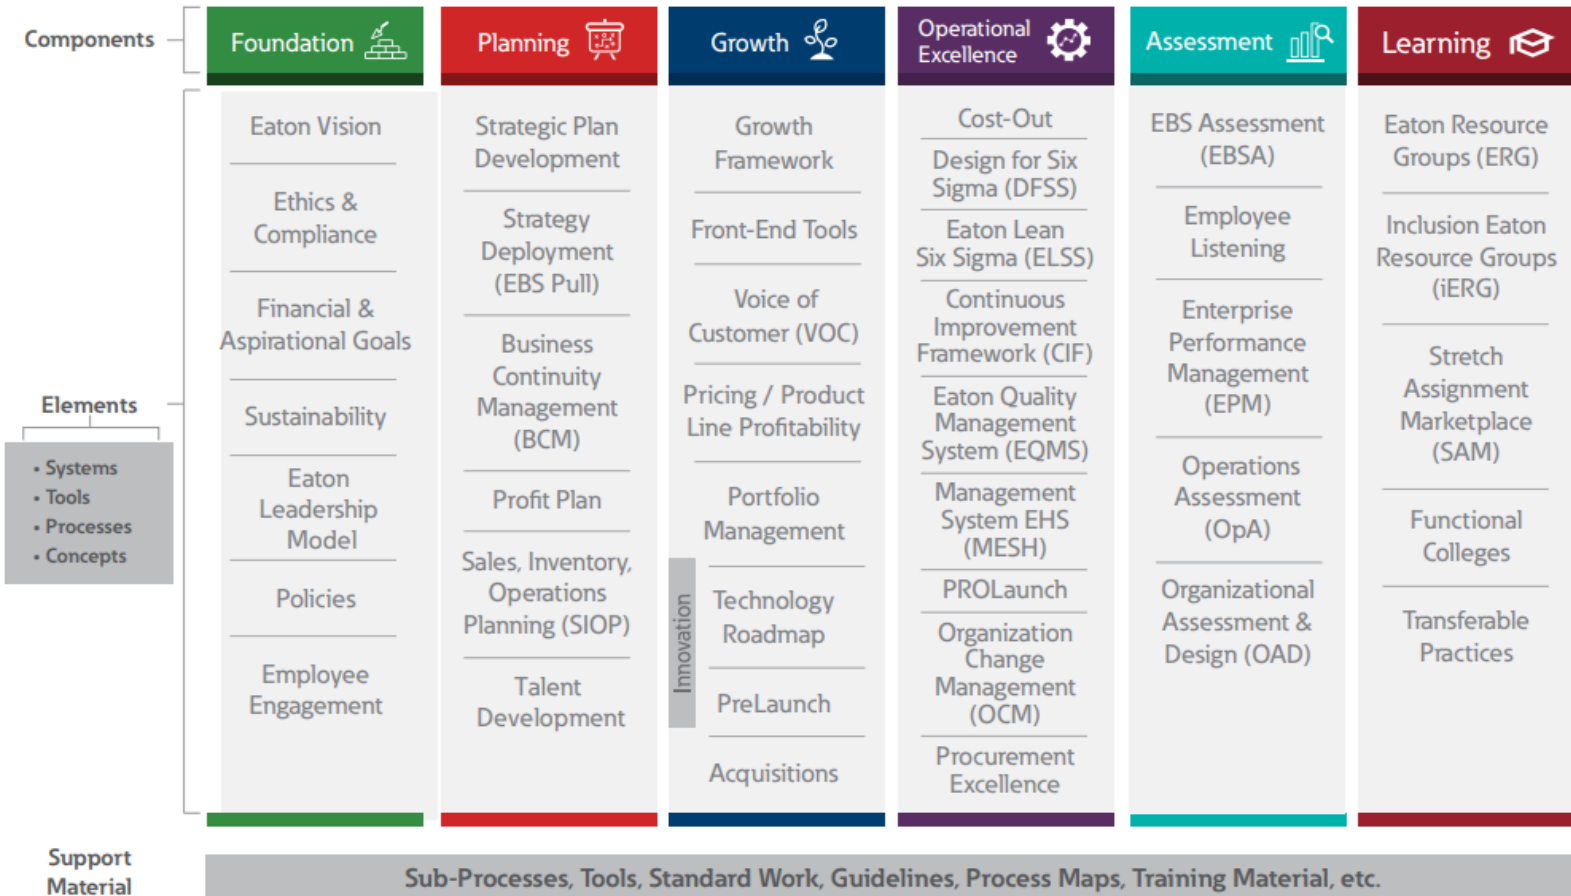 Components
Foundation
Planning
Growth
Operational
Excellence
Assessment
Learning
Elements
• Systems
• Tools
• Processes
• Concepts
Eaton Vision
Ethics &
Compliance
Financial &
Aspirational Goals
Sustainability
Eaton
Leadership
Model
Policies
Employee
Engagement
Strategic Plan
Development
Strategy
Deployment
(EBS Pull)
Business
Continuity
Management
(BCM)
Profit Plan
Sales, Inventory,
Operations
Planning (SIOP)
Talent
Development
Growth
Framework
Front-End Tools
Voice of
Customer (VOC)
Pricing / Product
Line Profitability
Portfolio
Management
Innovation
Technology
Roadmap
PreLaunch
Acquisitions
Cost-Out
Design for Six
Sigma (DFSS)
Eaton Lean
Six Sigma (ELSS)
Continuous
Improvement
Framework (CIF)
Eaton Quality
Management
System (EQMS)
Management
System EHS
(MESH)
PROLaunch
Organization
Change
Management
(OCM)
Procurement
Excellence
EBS Assessment
(EBSA)
Employee
Listening
Enterprise
Performance
Management
(EPM)
Operations
Assessment
(OpA)
Organizational
Assessment &
Design (OAD)
Eaton Resource
Groups (ERG)
Inclusion Eaton
Resource Groups
(iERG)
Stretch
Assignment
Marketplace
(SAM)
Functional
Colleges
Transferable
Practices
Support
Material
Sub-Processes, Tools, Standard Work, Guidelines, Process Maps, Training Material, etc.